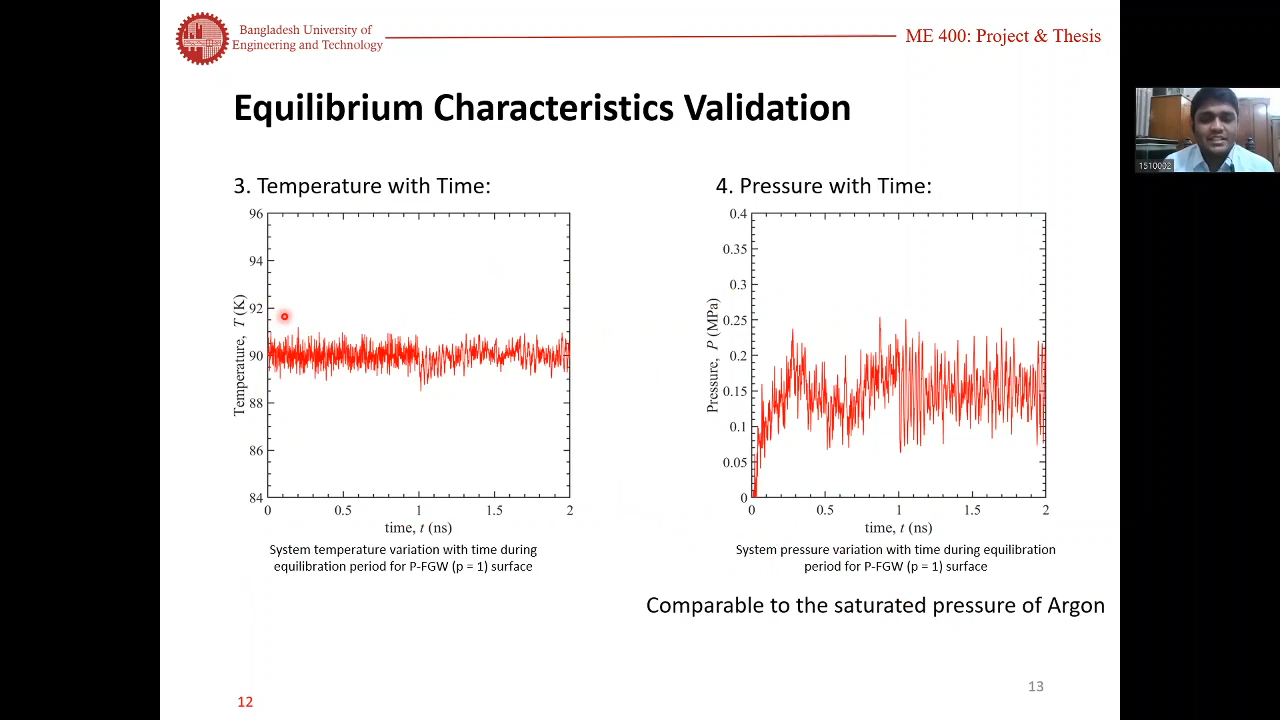 Bangladesh University of
Engineering and Technology
ME 400: Project & Thesis
Equilibrium Characteristics Validation
3. Temperature with Time:
4. Pressure with Time:
96
94
92
90
88
86
84
Temperature, T (K)
0
0.5
1
1.5
2
time, t (ns)
0.4
0.35
0.3
0.25
0.2
0.15
0.1
0.05
0
Pressure, P (MPa)
0
0.5
1
1.5
2
time, t (ns)
System temperature variation with time during
equilibration period for P-FGW (p = 1) surface
System pressure variation with time during equilibration
period for P-FGW (p = 1) surface
Comparable to the saturated pressure of Argon
12
13
1510002